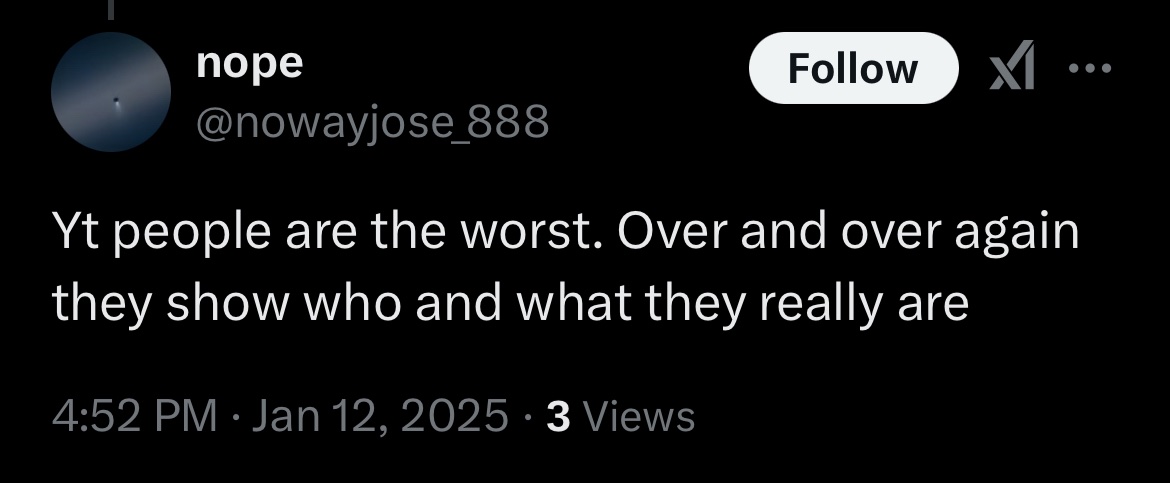 nope
Follow
@nowayjose_888
Yt people are the worst. Over and over again
they show who and what they really are
4:52 PM · Jan 12, 2025 · 3 Views